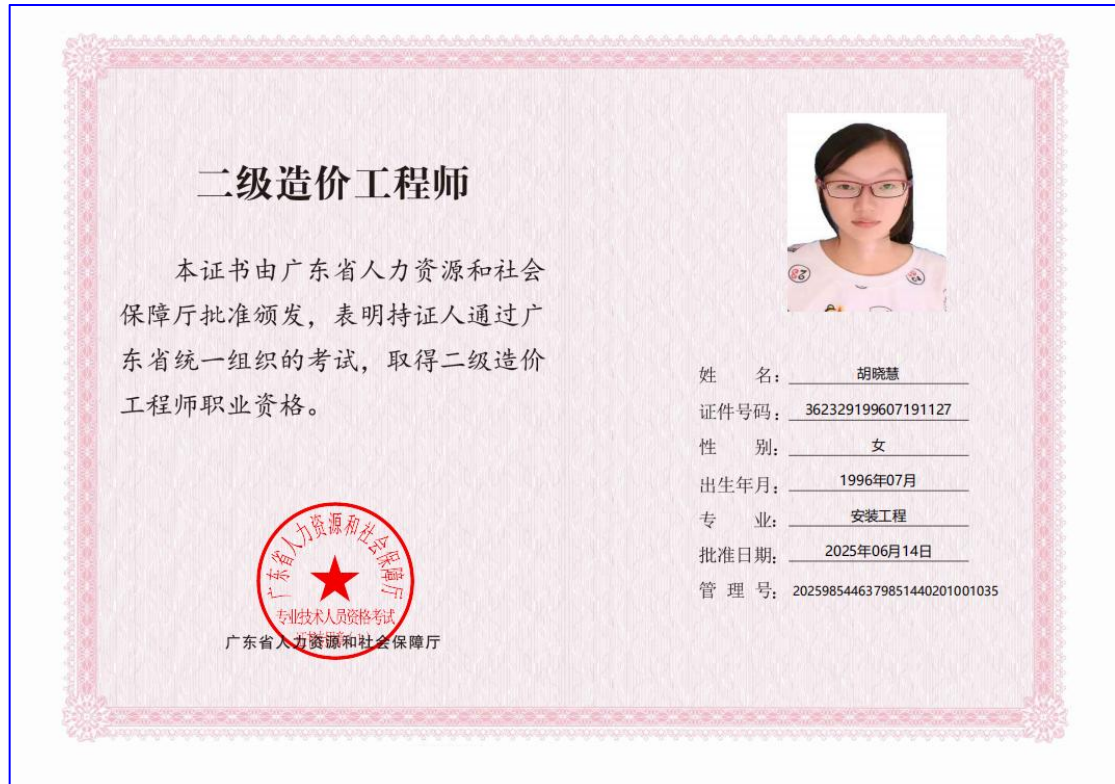 二级造价工程师
本证书由广东省人力资源和社会
保障厅批准颁发，表明持证人通过广
东省统一组织的考试，取得二级造价
工程师职业资格。
广东省人力资源和社会保障厅
专业技术人员资格考试
广东省人力资源和社会保障厅
姓 名：胡晓慧
证件号码：362329199607191127
性 别：女
出生年月：1996年07月
专 业：安装工程
批准日期：2025年06月14日
管 理 号：20259854463798514402010010​35